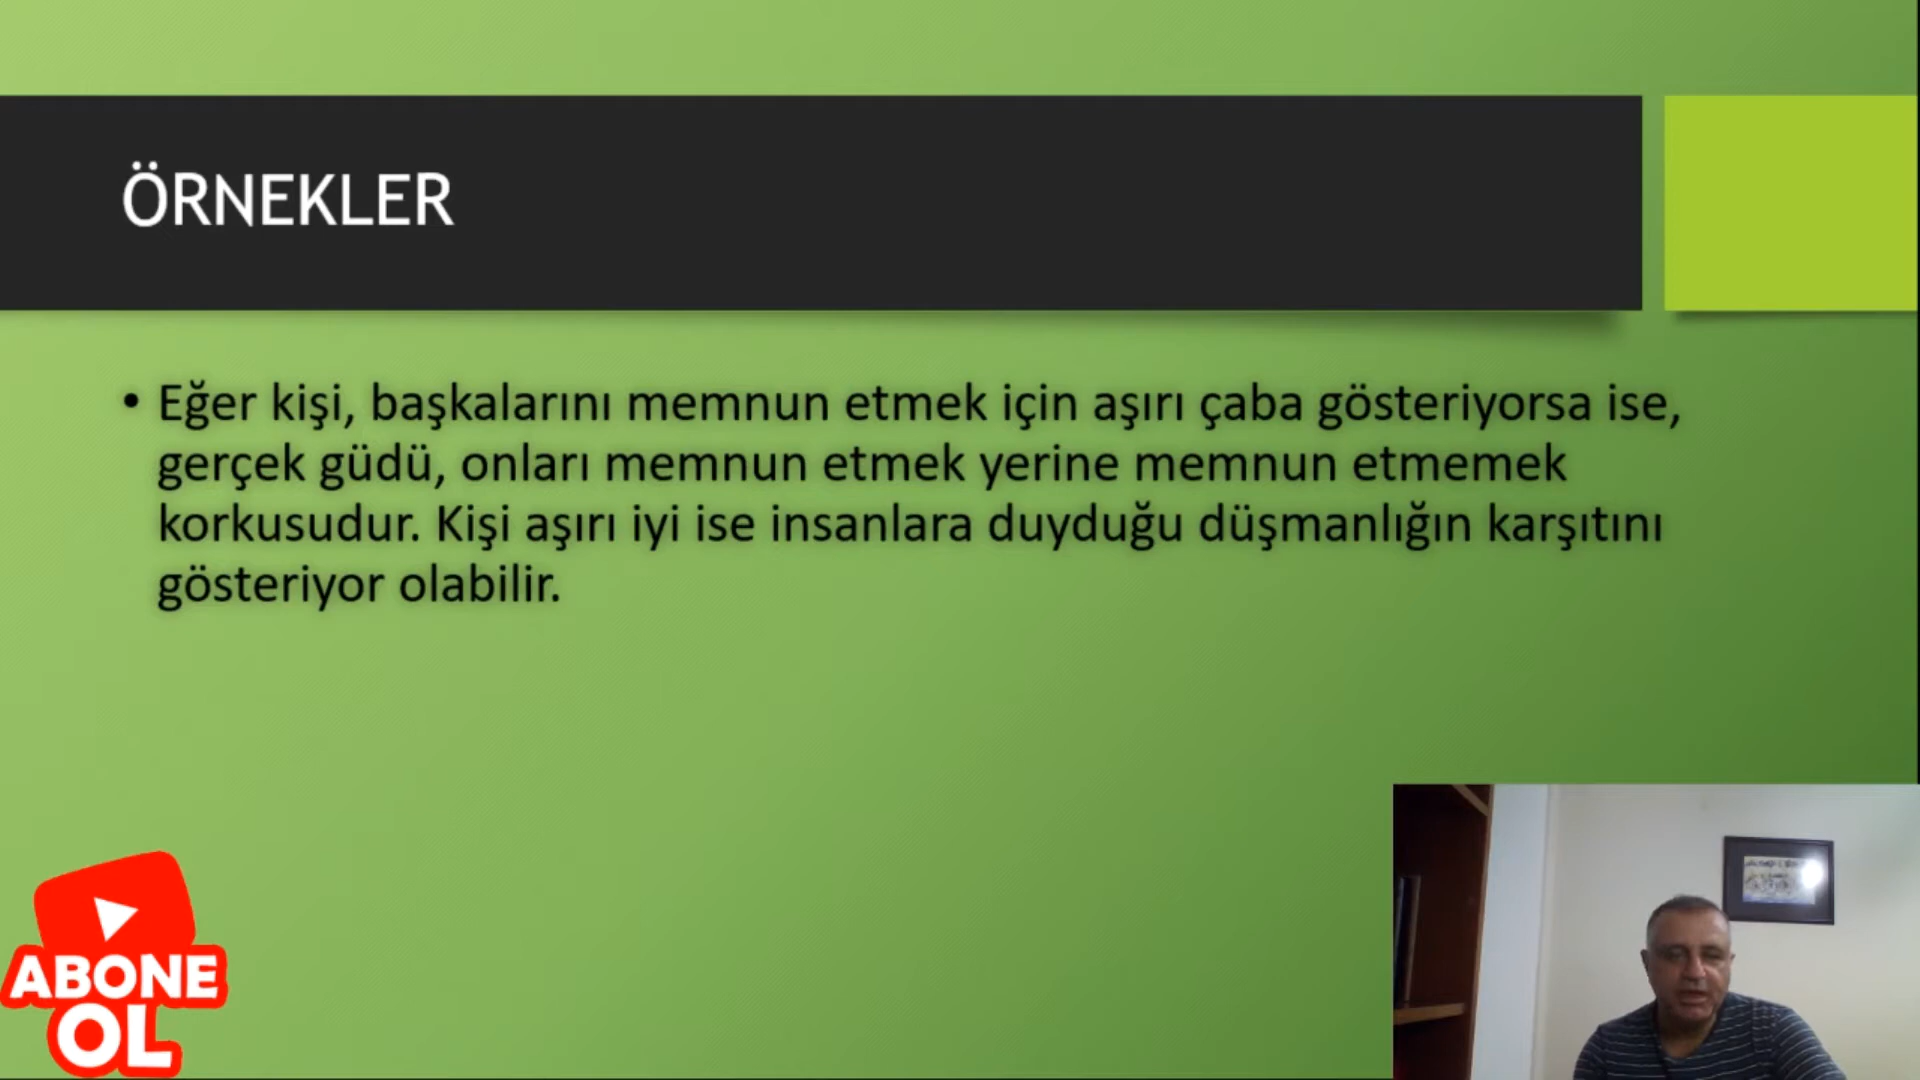 ÖRNEKLER
• Eğer kişi, başkalarını memnun etmek için aşırı çaba gösteriyorsa ise,
gerçek güdü, onları memnun etmek yerine memnun etmemek
korkusudur. Kişi aşırı iyi ise insanlara duyduğu düşmanlığın karşıtını
gösteriyor olabilir.
ABONE
OL